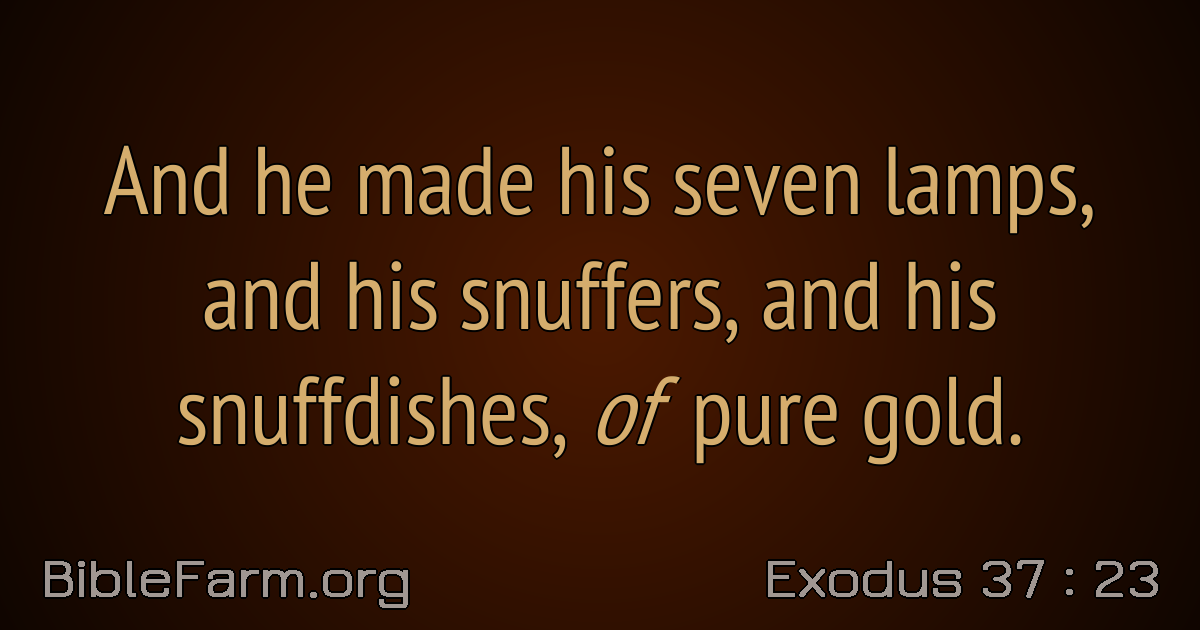 And he made his seven lamps,
and his snuffers, and his
snuffdishes, of pure gold.
BibleFarm.org
Exodus 37 : 23